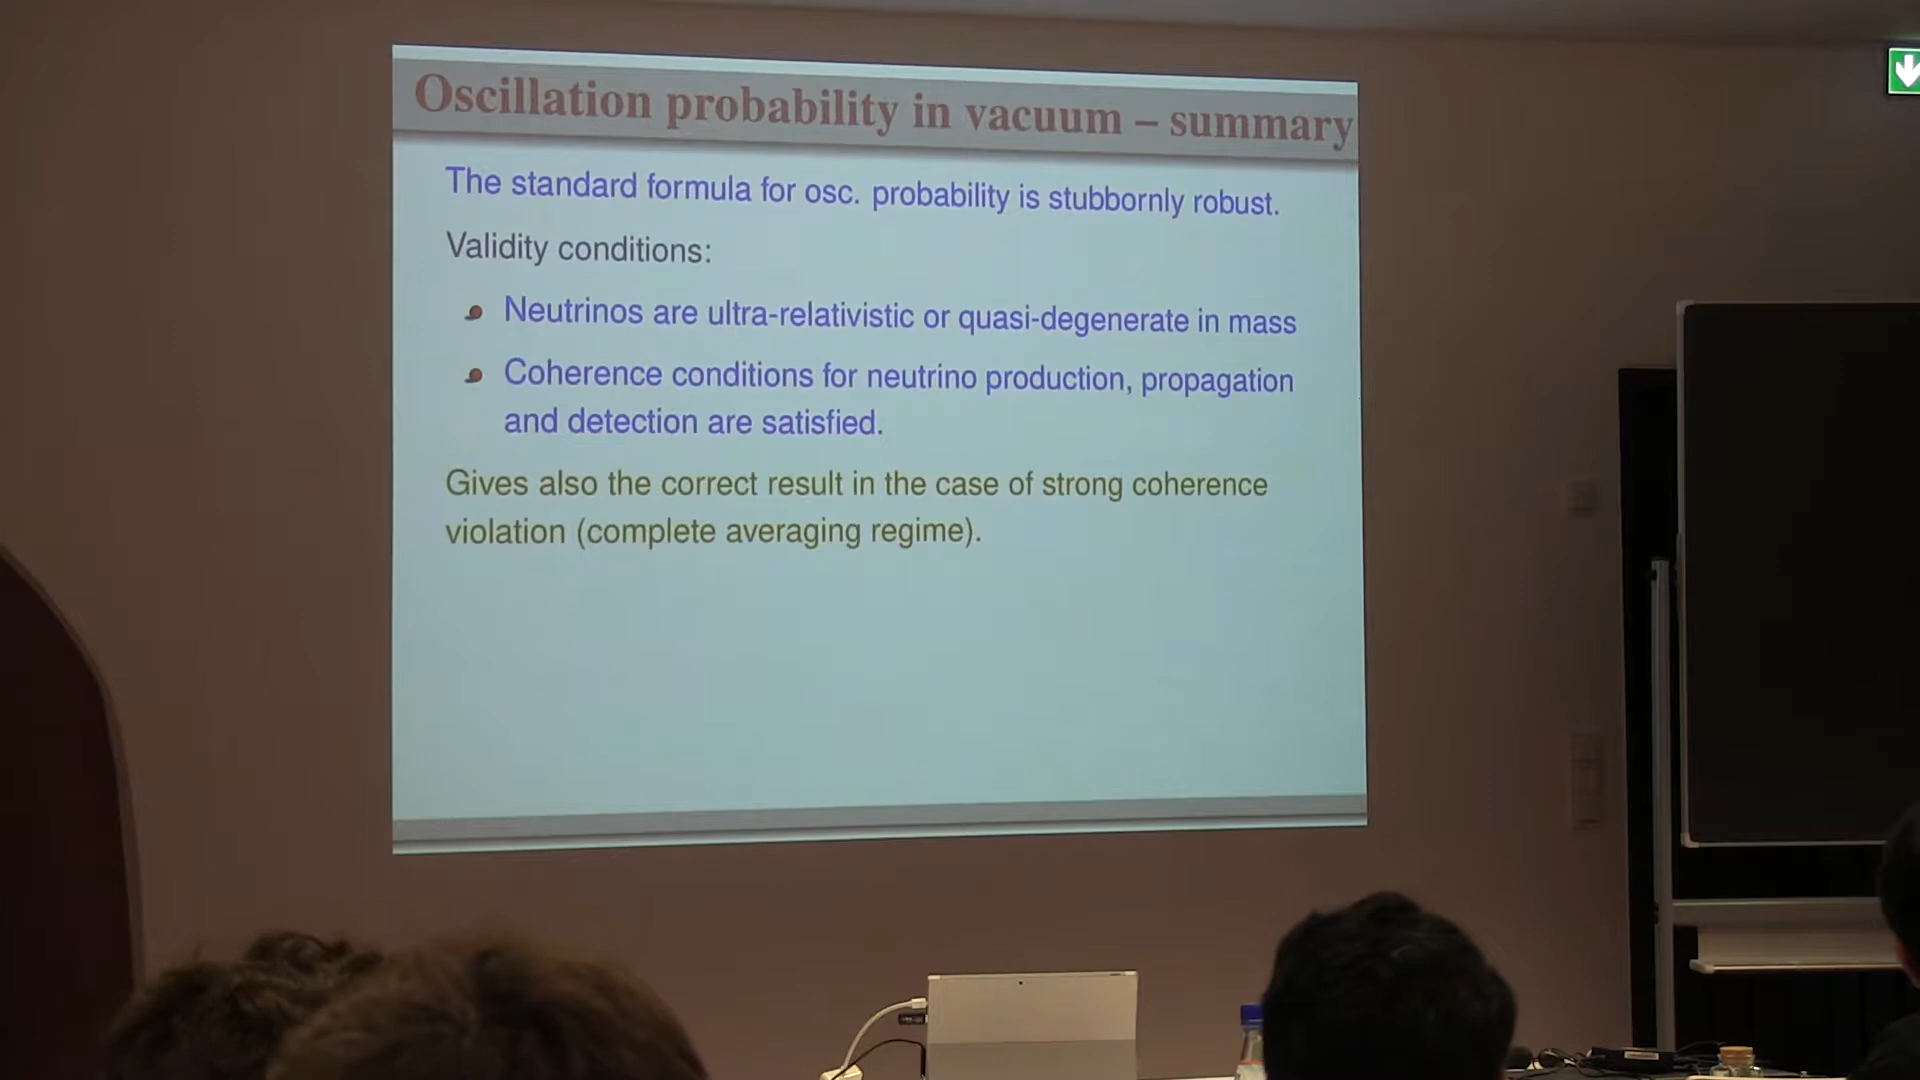 Oscillation probability in vacuum – summary
The standard formula for osc. probability is stubbornly robust.
Validity conditions:
Neutrinos are ultra-relativistic or quasi-degenerate in mass
Coherence conditions for neutrino production, propagation
and detection are satisfied.
Gives also the correct result in the case of strong coherence
violation (complete averaging regime).